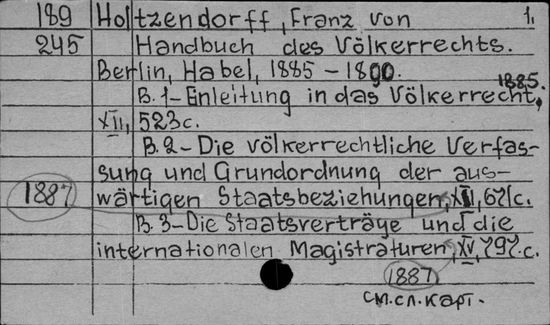 189 Holtzendorff, Franz von 1.
245 Handbuch des Völkerrechts.
Berlin, Habel, 1885 - 1890.
B. 1 - Enleitung in das Völkerrecht, 1885.
XII, 523 c.
B. 2 - Die völkerrechtliche Verfas-
sung und Grundordnung der aus-
1887 wärtigen Staatsbeziehungen, XII, 671 c.
B. 3 - Die Staatsverträge und die
internationalen Magistraturen, XV, 797. c.
1887
см. сл. карт.